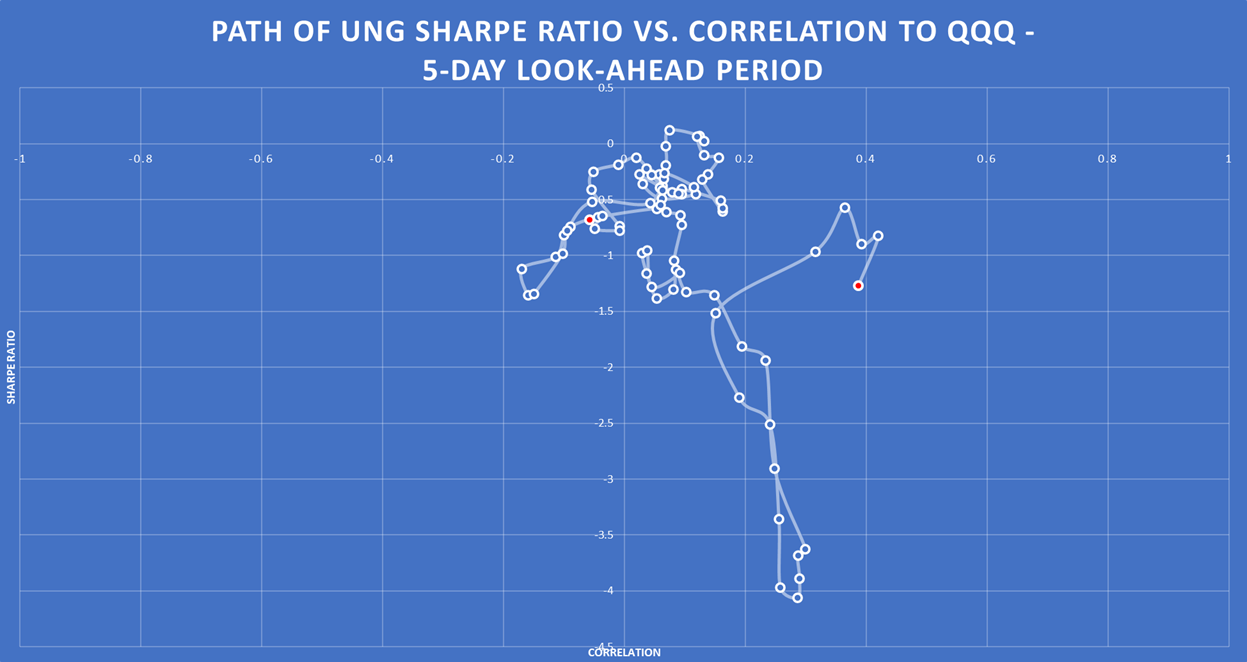 PATH OF UNG SHARPE RATIO VS. CORRELATION TO QQQ -
5-DAY LOOK-AHEAD PERIOD
0.5
0
-1 -0.8 -0.6 -0.4 -0.2 0 0.2 0.4 0.6 0.8 1
-0.5
-1
-1.5
-2
-2.5
-3
-3.5
-4
-4.5
SHARPE RATIO
CORRELATION